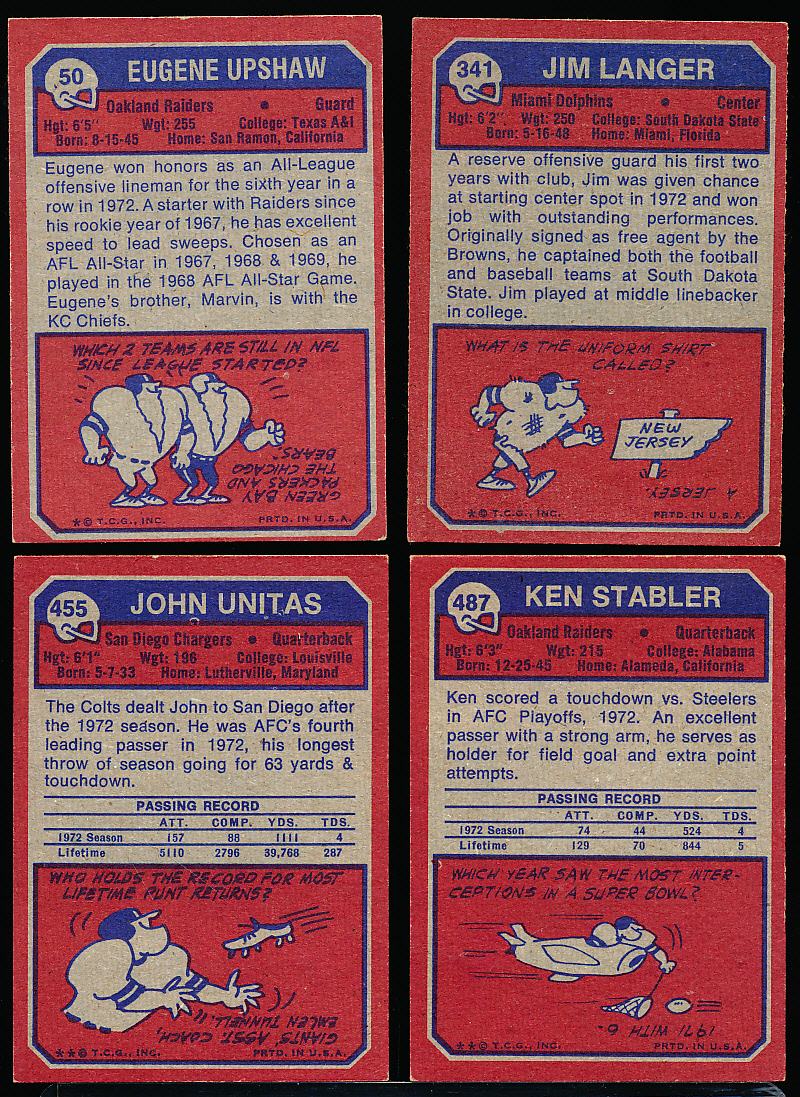 50
EUGENE UPSHAW
Oakland Raiders • Guard
Hgt: 6'5" Wgt: 255 College: Texas A&I
Born: 8-15-45 Home: San Ramon, California
Eugene won honors as an All-League
offensive lineman for the sixth year in a
row in 1972. A starter with Raiders since
his rookie year of 1967, he has excellent
speed to lead sweeps. Chosen as an
AFL All-Star in 1967, 1968 & 1969, he
played in the 1968 AFL All-Star Game.
Eugene's brother, Marvin, is with the
KC Chiefs.
WHICH 2 TEAMS ARE STILL IN NFL
SINCE LEAGUE STARTED?
GREEN BAY
PACKERS AND
THE CHICAGO
BEARS.
*© T.C.G., INC. PRTD. IN U.S.A.
341
JIM LANGER
Miami Dolphins • Center
Hgt: 6'2" Wgt: 250 College: South Dakota State
Born: 5-16-48 Home: Miami, Florida
A reserve offensive guard his first two
years with club, Jim was given chance
at starting center spot in 1972 and won
job with outstanding performances.
Originally signed as free agent by the
Browns, he captained both the football
and baseball teams at South Dakota
State. Jim played at middle linebacker
in college.
WHAT IS THE UNIFORM SHIRT
CALLED?
NEW
JERSEY
A JERSEY.
*© T.C.G., INC. PRTD. IN U.S.A.
455
JOHN UNITAS
San Diego Chargers • Quarterback
Hgt: 6'1" Wgt: 196 College: Louisville
Born: 5-7-33 Home: Lutherville, Maryland
The Colts dealt John to San Diego after
the 1972 season. He was AFC's fourth
leading passer in 1972, his longest
throw of season going for 63 yards &
touchdown.
PASSING RECORD
ATT. COMP. YDS. TDS.
1972 Season 157 88 1111 4
Lifetime 5110 2796 39,768 287
WHO HOLDS THE RECORD FOR MOST
LIFETIME PUNT RETURNS?
GIANTS' ASST. COACH,
EMLEN TUNNELL.
**© T.C.G., INC. PRTD. IN U.S.A.
487
KEN STABLER
Oakland Raiders • Quarterback
Hgt: 6'3" Wgt: 215 College: Alabama
Born: 12-25-45 Home: Alameda, California
Ken scored a touchdown vs. Steelers
in AFC Playoffs, 1972. An excellent
passer with a strong arm, he serves as
holder for field goal and extra point
attempts.
PASSING RECORD
ATT. COMP. YDS. TDS.
1972 Season 74 44 524 4
Lifetime 129 70 844 5
WHICH YEAR SAW THE MOST INTER-
CEPTIONS IN A SUPER BOWL?
1971 WITH 6.
**© T.C.G., INC. PRTD. IN U.S.A.